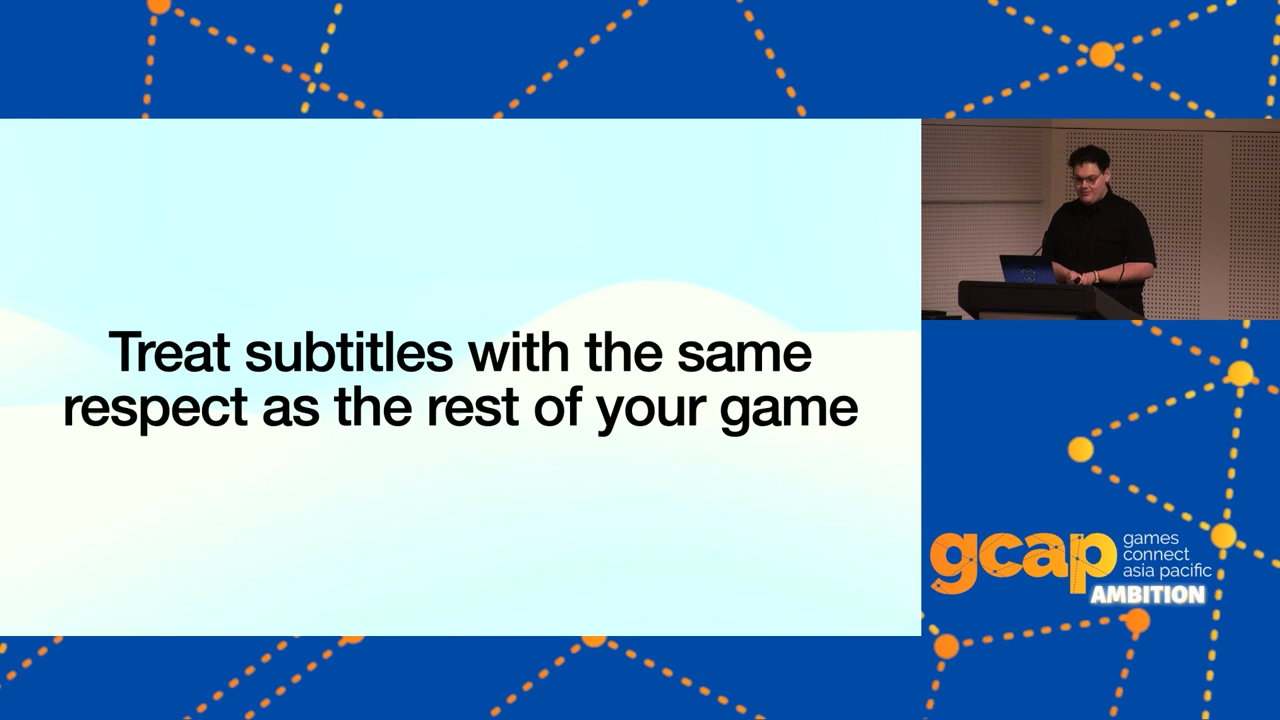 Treat subtitles with the same
respect as the rest of your game
gcap
games
connect
asia pacific
AMBITION